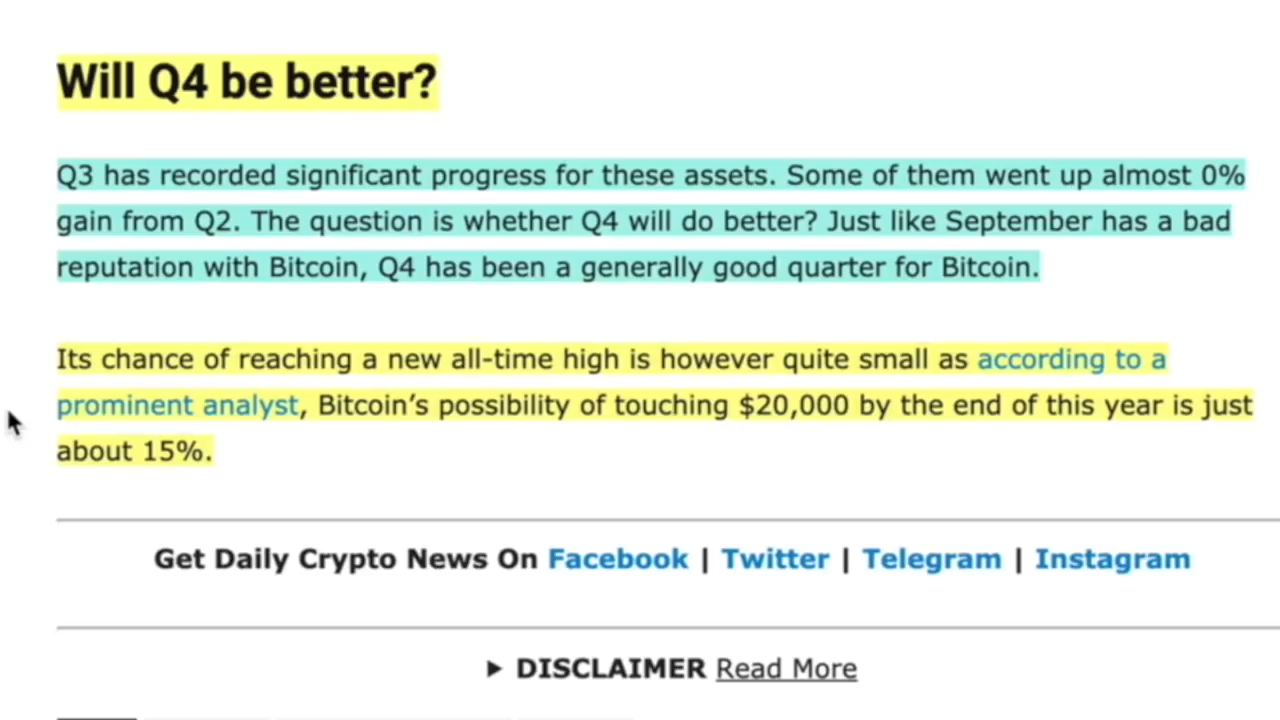 Will Q4 be better?
Q3 has recorded significant progress for these assets. Some of them went up almost 0%
gain from Q2. The question is whether Q4 will do better? Just like September has a bad
reputation with Bitcoin, Q4 has been a generally good quarter for Bitcoin.
Its chance of reaching a new all-time high is however quite small as according to a
prominent analyst, Bitcoin’s possibility of touching $20,000 by the end of this year is just
about 15%.
Get Daily Crypto News On Facebook | Twitter | Telegram | Instagram
► DISCLAIMER Read More